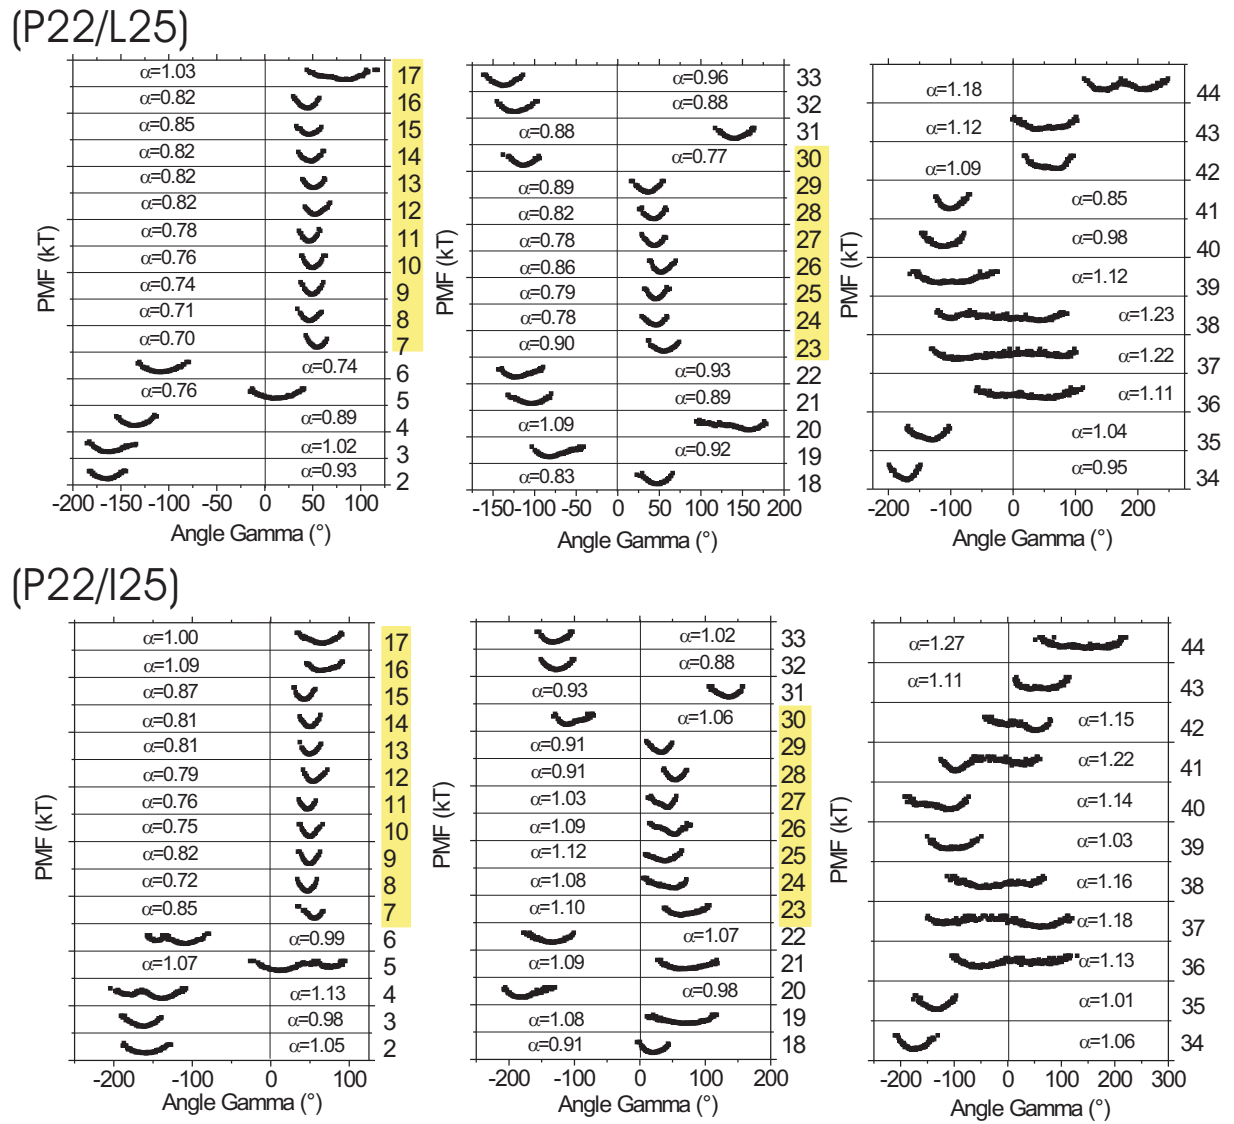 (P22/L25)
PMF (kT)
α=1.03 17
α=0.82 16
α=0.85 15
α=0.82 14
α=0.82 13
α=0.82 12
α=0.78 11
α=0.76 10
α=0.74 9
α=0.71 8
α=0.70 7
α=0.74 6
α=0.76 5
α=0.89 4
α=1.02 3
α=0.93 2
-200 -150 -100 -50 0 50 100
Angle Gamma (°)
PMF (kT)
α=0.96 33
α=0.88 32
α=0.88 31
α=0.77 30
α=0.89 29
α=0.82 28
α=0.78 27
α=0.86 26
α=0.79 25
α=0.78 24
α=0.90 23
α=0.93 22
α=0.89 21
α=1.09 20
α=0.92 19
α=0.83 18
-150 -100 -50 0 50 100 150 200
Angle Gamma (°)
PMF (kT)
α=1.18 44
α=1.12 43
α=1.09 42
α=0.85 41
α=0.98 40
α=1.12 39
α=1.23 38
α=1.22 37
α=1.11 36
α=1.04 35
α=0.95 34
-200 -100 0 100 200
Angle Gamma (°)
(P22/I25)
PMF (kT)
α=1.00 17
α=1.09 16
α=0.87 15
α=0.81 14
α=0.81 13
α=0.79 12
α=0.76 11
α=0.75 10
α=0.82 9
α=0.72 8
α=0.85 7
α=0.99 6
α=1.07 5
α=1.13 4
α=0.98 3
α=1.05 2
-200 -100 0 100
Angle Gamma (°)
PMF (kT)
α=1.02 33
α=0.88 32
α=0.93 31
α=1.06 30
α=0.91 29
α=0.91 28
α=1.03 27
α=1.09 26
α=1.12 25
α=1.08 24
α=1.10 23
α=1.07 22
α=1.09 21
α=0.98 20
α=1.08 19
α=0.91 18
-200 -100 0 100 200
Angle Gamma (°)
PMF (kT)
α=1.27 44
α=1.11 43
α=1.15 42
α=1.22 41
α=1.14 40
α=1.03 39
α=1.16 38
α=1.18 37
α=1.13 36
α=1.01 35
α=1.06 34
-200 -100 0 100 200 300
Angle Gamma (°)